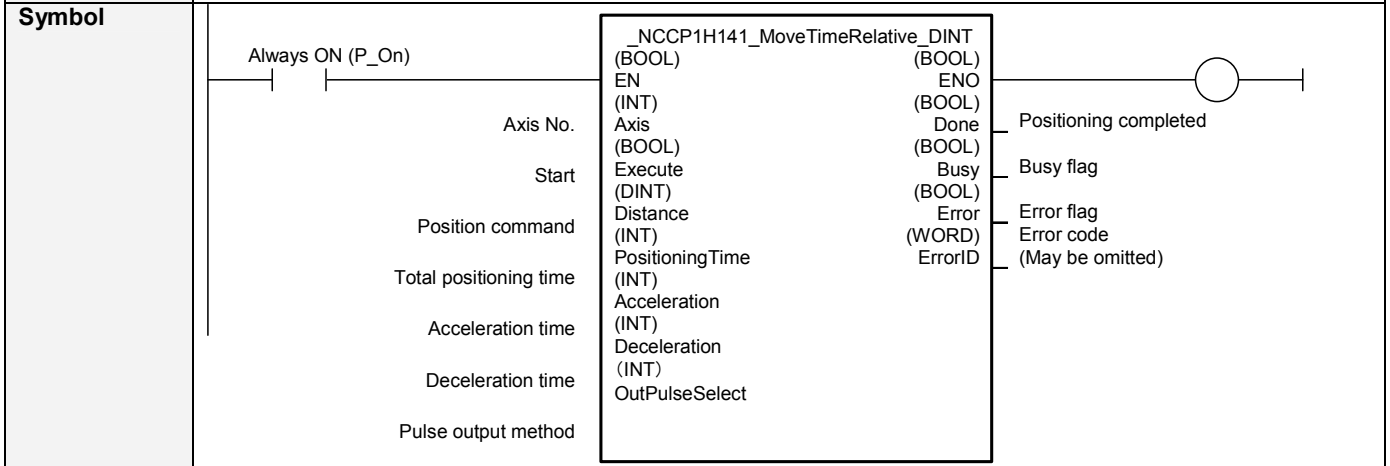 Symbol
Always ON (P_On)
_NCCP1H141_MoveTimeRelative_DINT
(BOOL) (BOOL)
EN ENO
(INT) (BOOL)
Axis No. Axis Done Positioning completed
(BOOL) (BOOL)
Start Execute Busy Busy flag
(DINT) (BOOL)
Position command Distance Error Error flag
(INT) (WORD) Error code
PositioningTime ErrorID (May be omitted)
Total positioning time (INT)
Acceleration
Acceleration time (INT)
Deceleration
Deceleration time (INT)
OutPulseSelect
Pulse output method